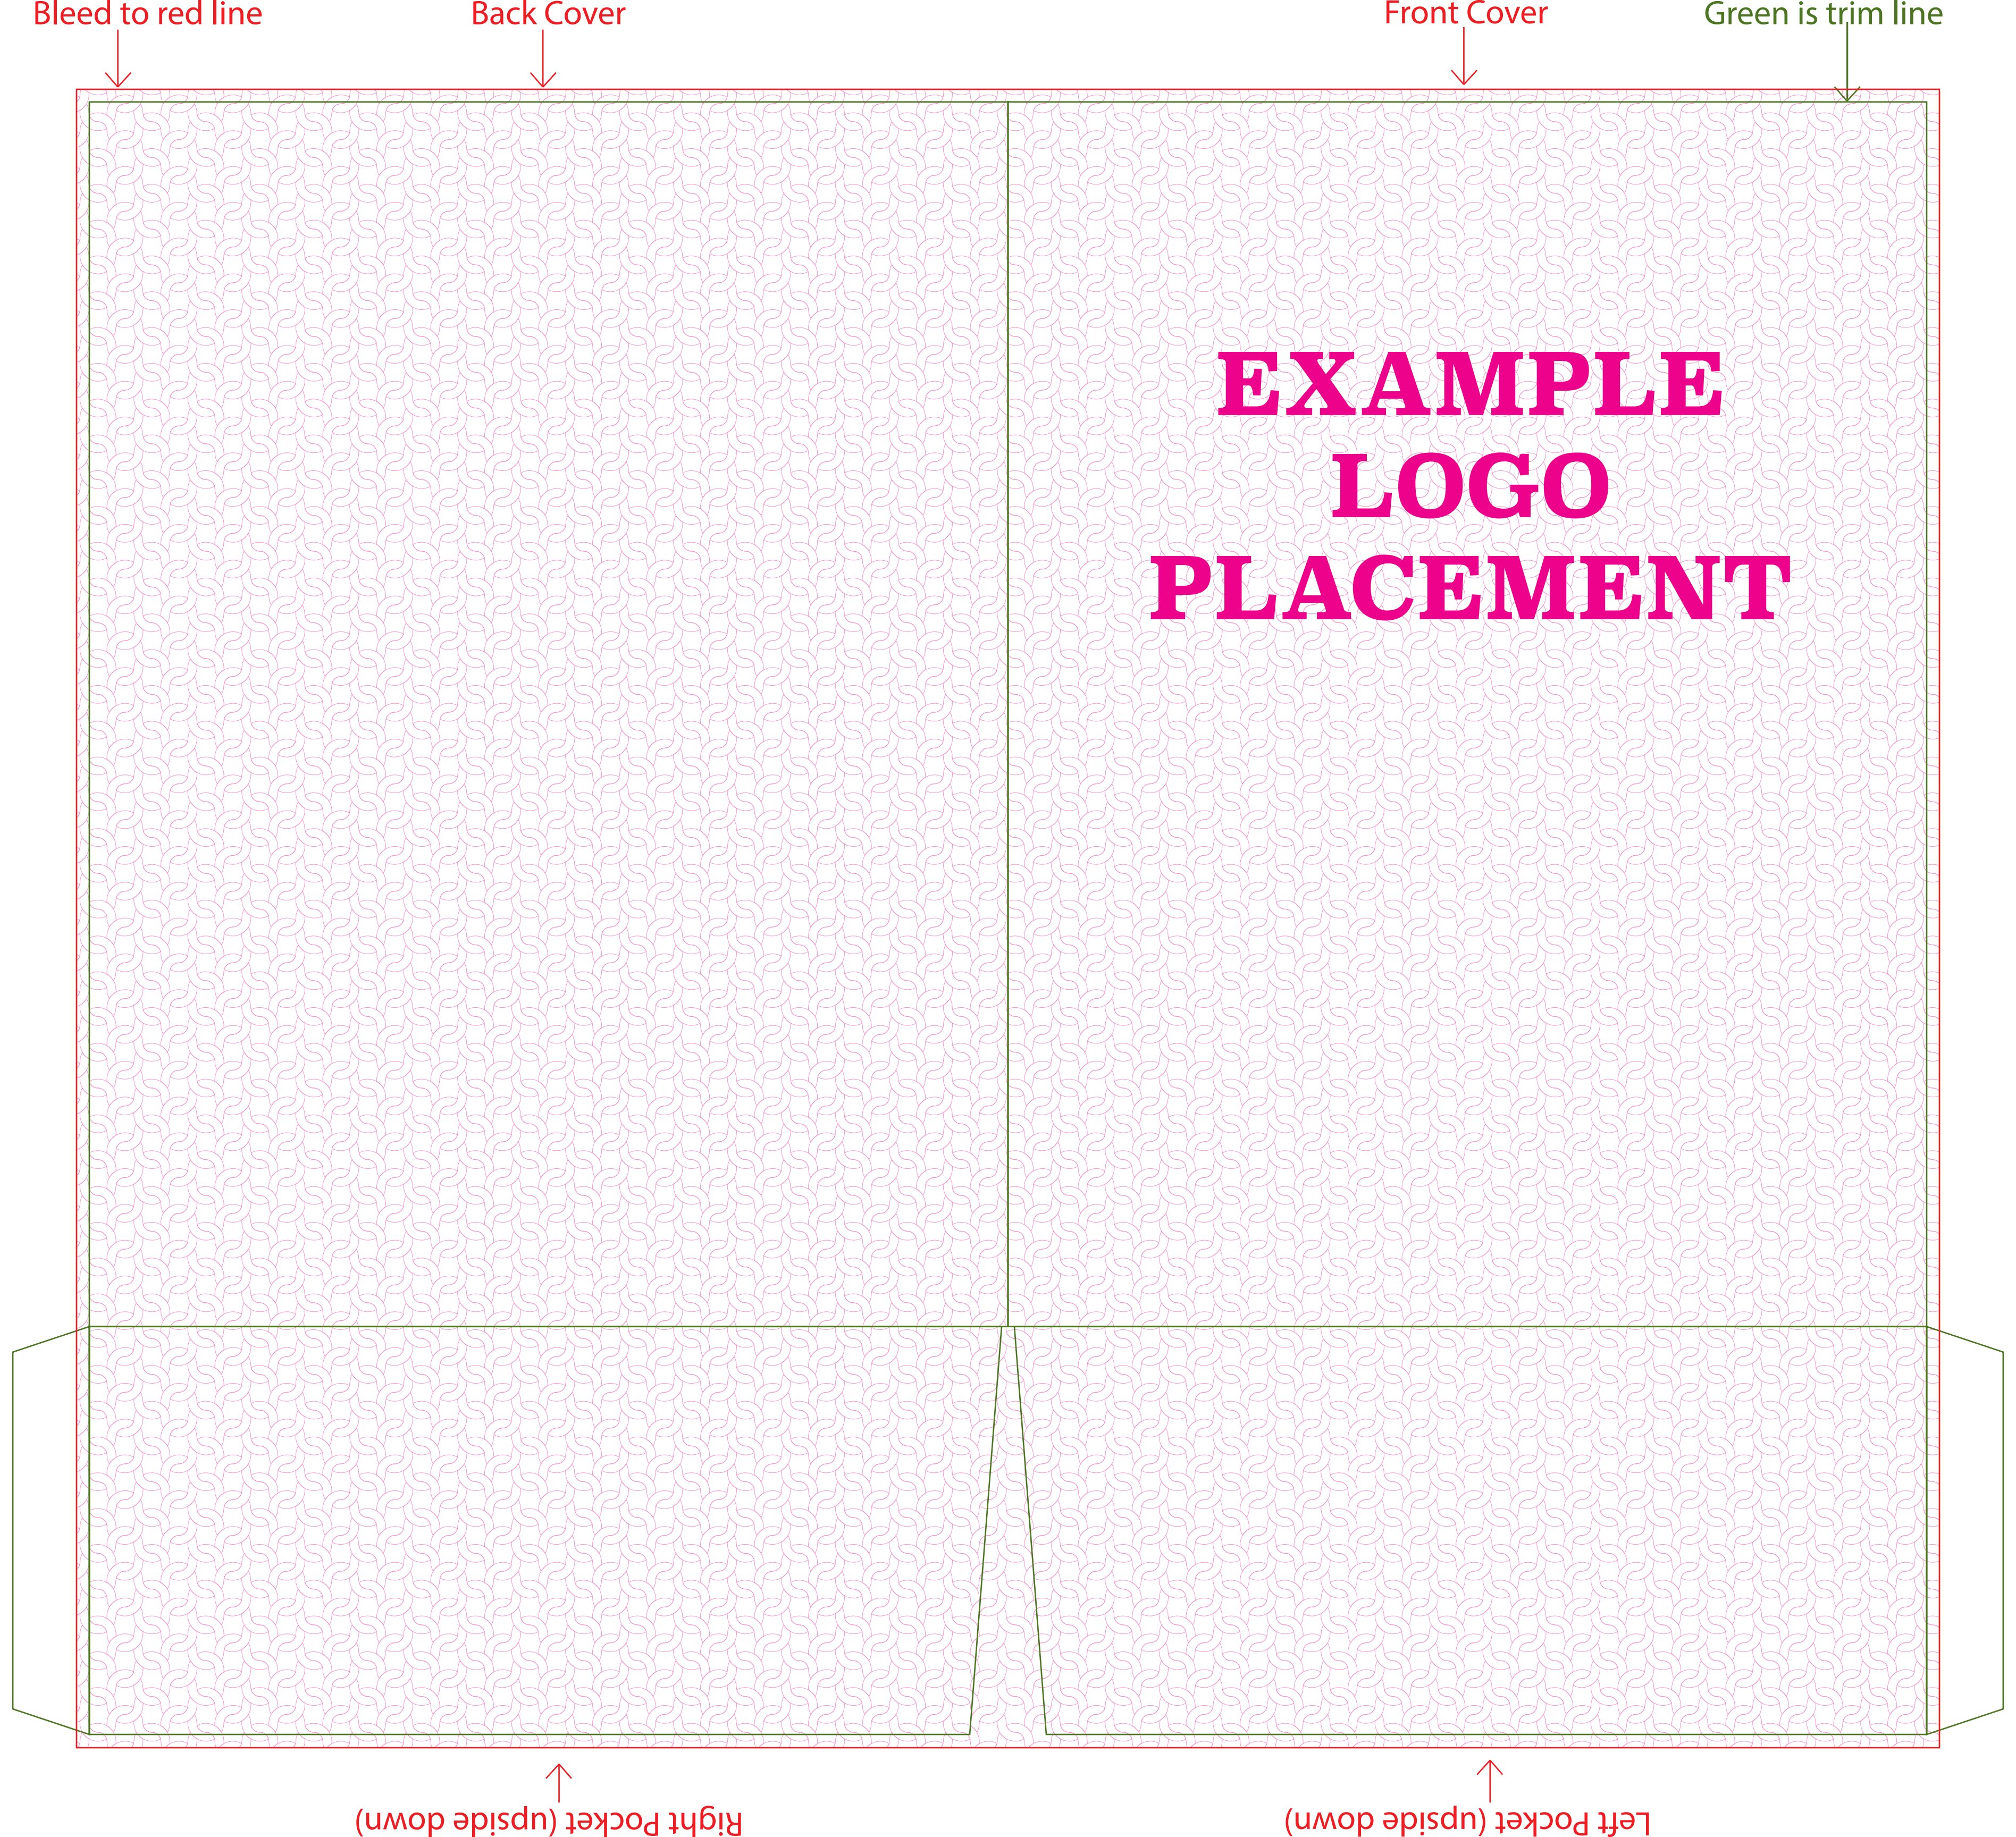 Bleed to red line
Back Cover
Front Cover
Green is trim line
EXAMPLE
LOGO
PLACEMENT
Right Pocket (upside down)
Left Pocket (upside down)